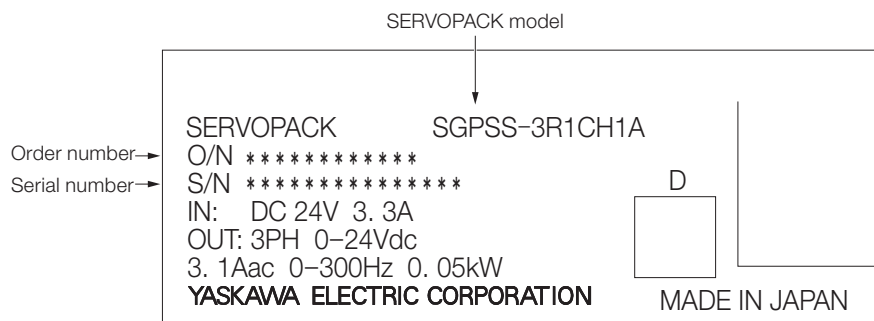 SERVOPACK model
SERVOPACK SGPSS-3R1CH1A
Order number O/N ************
Serial number S/N ***************
D
IN: DC 24V 3. 3A
OUT: 3PH 0-24Vdc
3. 1Aac 0-300Hz 0. 05kW
YASKAWA ELECTRIC CORPORATION
MADE IN JAPAN